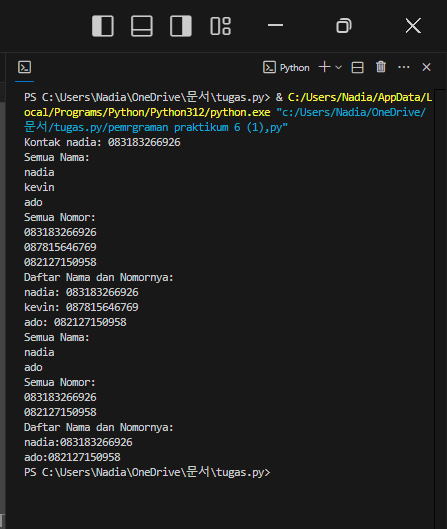 Python
PS C:\Users\Nadia\OneDrive\문서\tugas.py> & C:/Users/Nadia/AppData/L
ocal/Programs/Python/Python312/python.exe "c:/Users/Nadia/OneDrive/
문서/tugas.py/pemrgraman praktikum 6 (1),py"
Kontak nadia: 083183266926
Semua Nama:
nadia
kevin
ado
Semua Nomor:
083183266926
087815646769
082127150958
Daftar Nama dan Nomornya:
nadia: 083183266926
kevin: 087815646769
ado: 082127150958
Semua Nama:
nadia
ado
Semua Nomor:
083183266926
082127150958
Daftar Nama dan Nomornya:
nadia:083183266926
ado:082127150958
PS C:\Users\Nadia\OneDrive\문서\tugas.py>